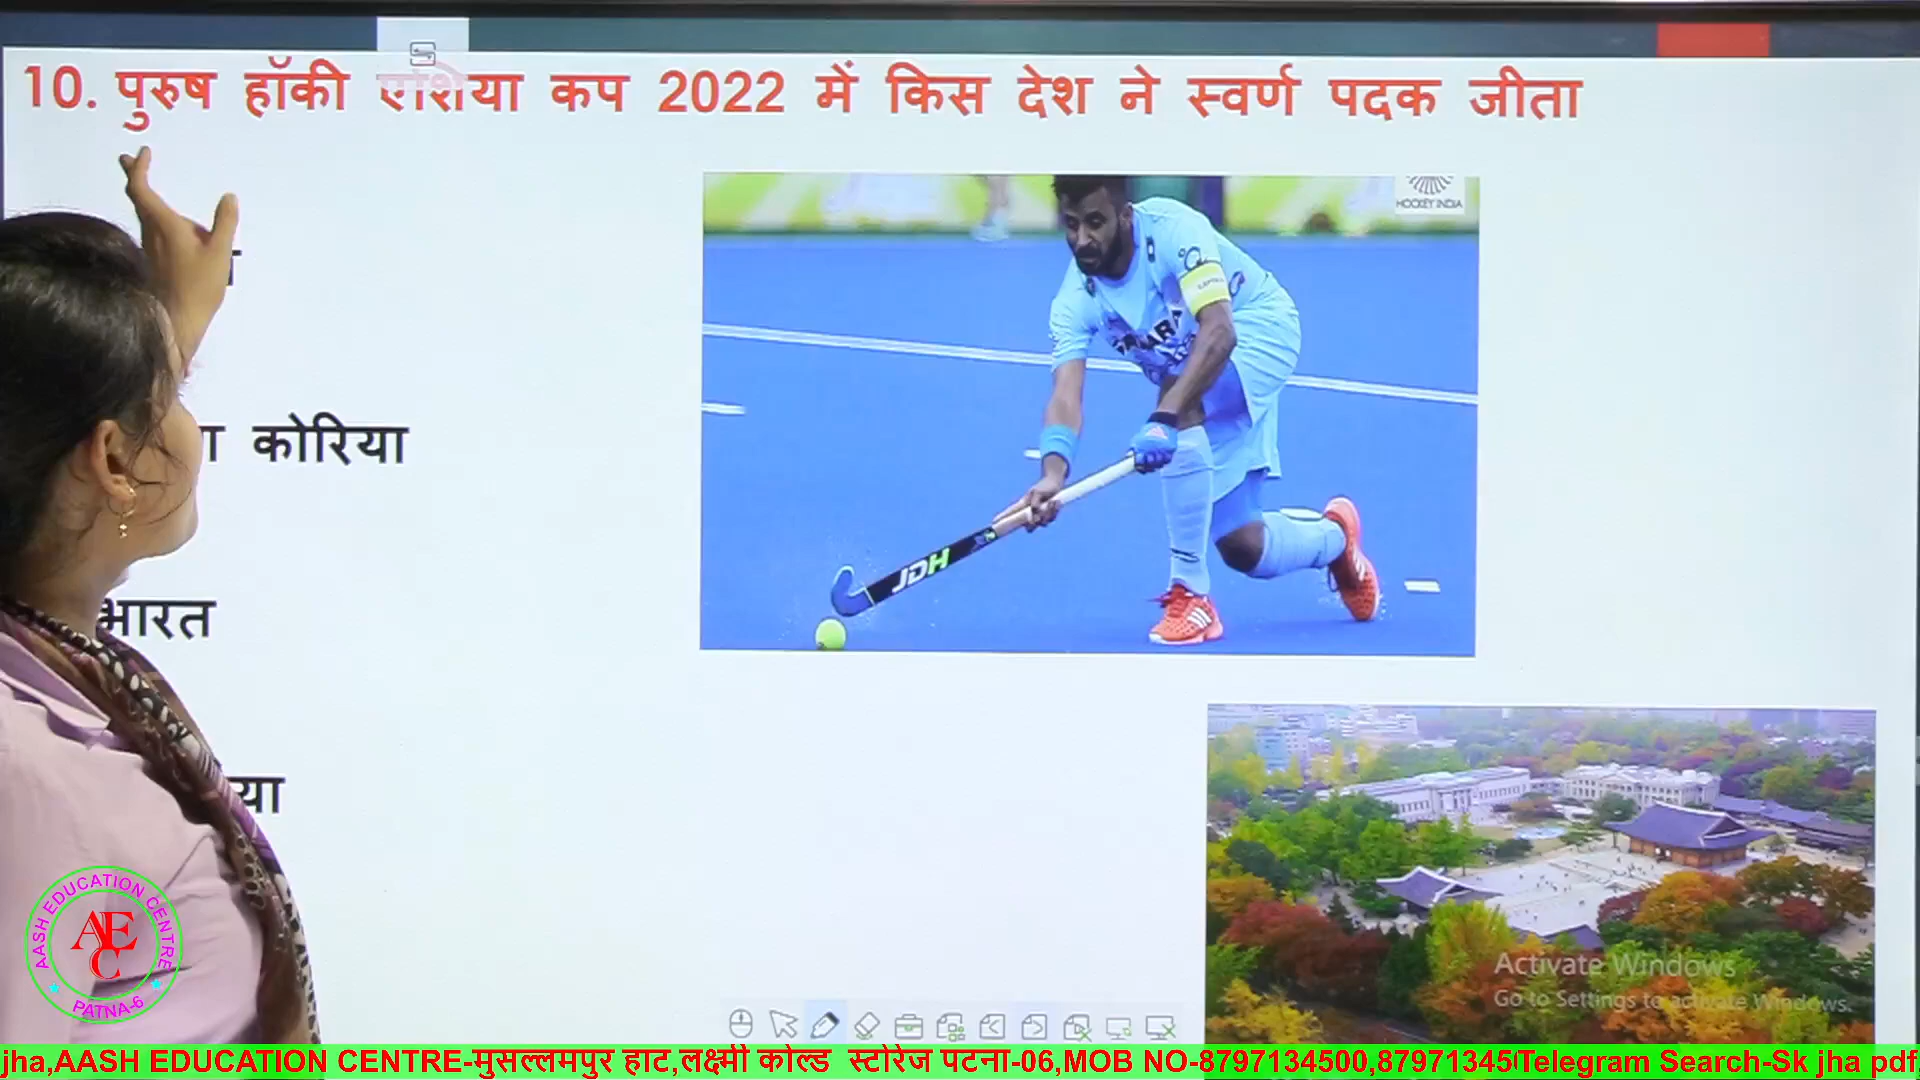 10. पुरुष हॉकी एशिया कप 2022 में किस देश ने स्वर्ण पदक जीता
HOCKEY INDIA
कोरिया
भारत
JDH
AASH EDUCATION CENTRE
AEC
PATNA-6
Activate Windows
Go to Settings to activate Windows.
jha,AASH EDUCATION CENTRE-मुसल्लमपुर हाट,लक्ष्मी कोल्ड स्टोरेज पटना-06,MOB NO-8797134500,87971345
Telegram Search-Sk jha pdf